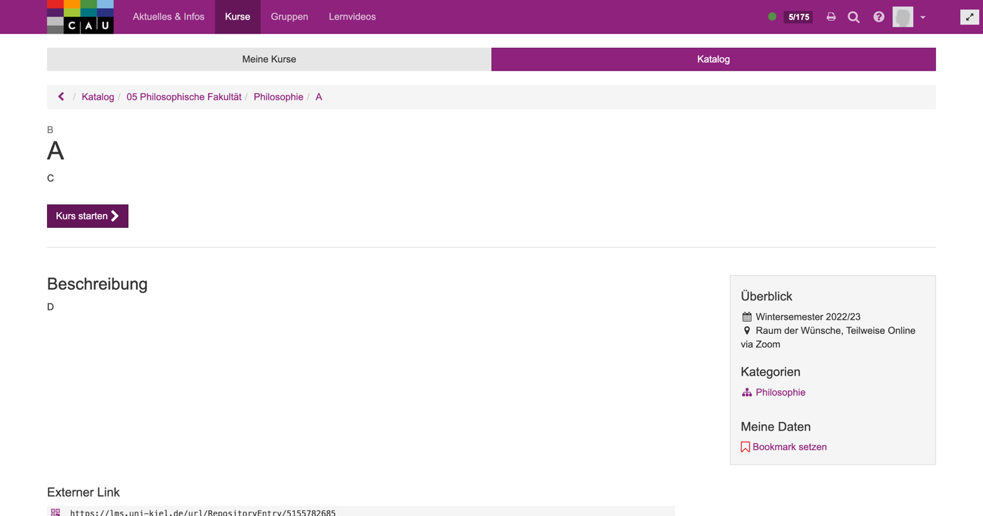 CAU
Aktuelles & Infos
Kurse
Gruppen
Lernvideos
5/175
Meine Kurse
Katalog
/ Katalog / 05 Philosophische Fakultät / Philosophie / A
B
A
C
Kurs starten
Beschreibung
D
Überblick
Wintersemester 2022/23
Raum der Wünsche, Teilweise Online
via Zoom
Kategorien
Philosophie
Meine Daten
Bookmark setzen
Externer Link
https://lms.uni-kiel.de/url/RepositoryEntry/5155782685